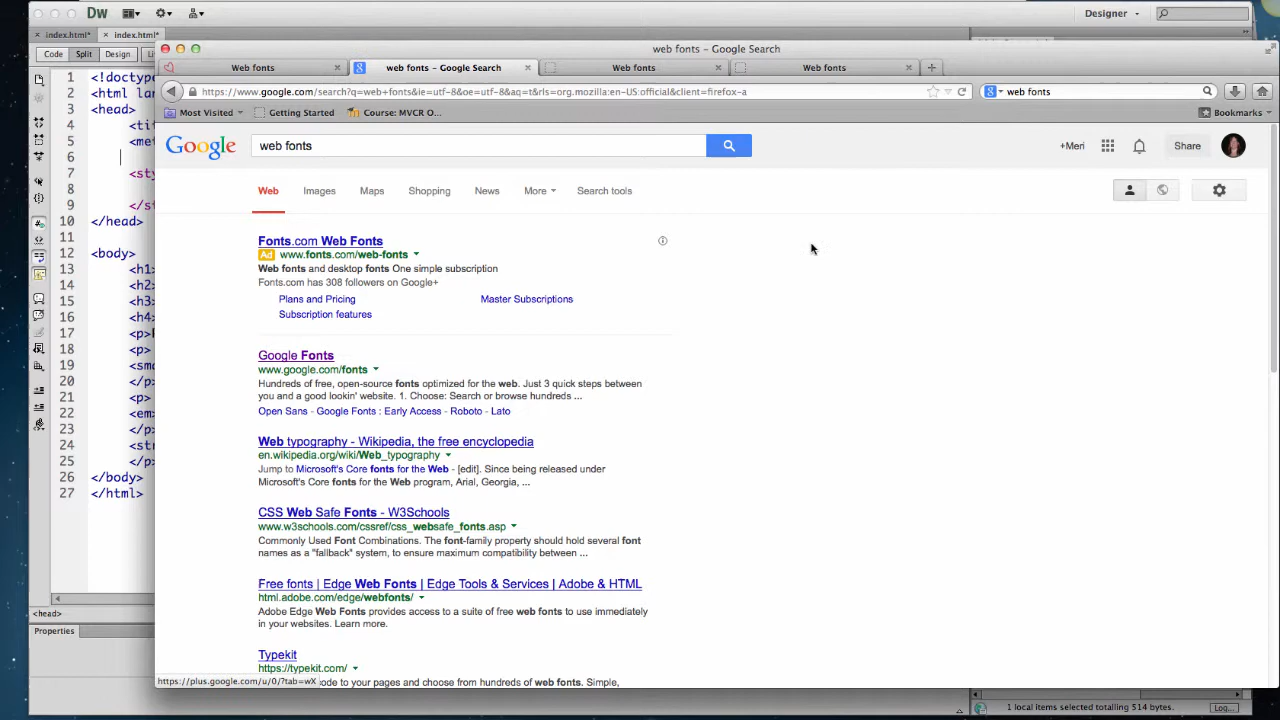 Dw
Designer
index.html* index.html*
Code Split Design
web fonts – Google Search
Web fonts
web fonts – Google Search
Web fonts
Web fonts
https://www.google.com/search?q=web+fonts&ie=utf-8&oe=utf-8&aq=t&rls=org.mozilla:en-US:official&client=firefox-a
web fonts
Most Visited Getting Started Course: MVCR O... Bookmarks
Google web fonts +Meri Share
Web Images Maps Shopping News More Search tools
Fonts.com Web Fonts
Ad www.fonts.com/web-fonts
Web fonts and desktop fonts One simple subscription
Fonts.com has 308 followers on Google+
Plans and Pricing Master Subscriptions
Subscription features
Google Fonts
www.google.com/fonts
Hundreds of free, open-source fonts optimized for the web. Just 3 quick steps between
you and a good lookin' website. 1. Choose: Search or browse hundreds ...
Open Sans - Google Fonts : Early Access - Roboto - Lato
Web typography - Wikipedia, the free encyclopedia
en.wikipedia.org/wiki/Web_typography
Jump to Microsoft's Core fonts for the Web - [edit]. Since being released under
Microsoft's Core fonts for the Web program, Arial, Georgia, ...
CSS Web Safe Fonts - W3Schools
www.w3schools.com/cssref/css_websafe_fonts.asp
Commonly Used Font Combinations. The font-family property should hold several font
names as a "fallback" system, to ensure maximum compatibility between ...
Free fonts | Edge Web Fonts | Edge Tools & Services | Adobe & HTML
html.adobe.com/edge/webfonts/
Adobe Edge Web Fonts provides access to a suite of free web fonts to use immediately
in your websites. Learn more.
Typekit
https://typekit.com/
code to your pages and choose from hundreds of web fonts. Simple,
https://plus.google.com/u/0/?tab=wX
1 <!doctype
2 <html lan
3 <head>
4 <tit
5 <met
6
7 <sty
8
9 </s
10 </head>
11
12 <body>
13 <h1
14 <h2
15 <h3
16 <h4
17 <p>
18 <p>
19 <sma
20 </p>
21 <p>
22 <em>
23 </p>
24 <str
25 </p>
26 </body>
27 </html>
<head>
Properties
1 local items selected totalling 514 bytes. Log...